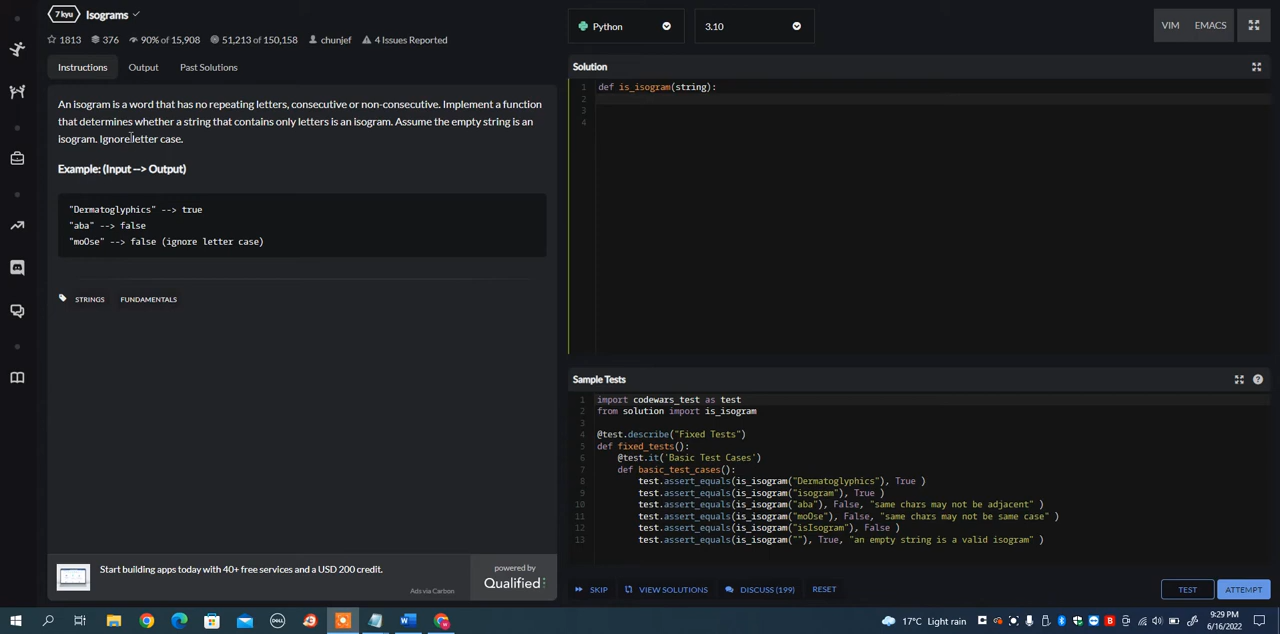 7 kyu Isograms
1813 376 90% of 15,908 51,213 of 150,158 chunjef 4 Issues Reported
Instructions Output Past Solutions
An isogram is a word that has no repeating letters, consecutive or non-consecutive. Implement a function
that determines whether a string that contains only letters is an isogram. Assume the empty string is an
isogram. Ignore letter case.
Example: (Input --> Output)
"Dermatoglyphics" --> true
"aba" --> false
"moOse" --> false (ignore letter case)
STRINGS FUNDAMENTALS
Start building apps today with 40+ free services and a USD 200 credit.
Ads via Carbon
powered by
Qualified
Python 3.10 VIM EMACS
Solution
1 def is_isogram(string):
2
3
4
Sample Tests
1 import codewars_test as test
2 from solution import is_isogram
3
4 @test.describe("Fixed Tests")
5 def fixed_tests():
6 @test.it('Basic Test Cases')
7 def basic_test_cases():
8 test.assert_equals(is_isogram("Dermatoglyphics"), True )
9 test.assert_equals(is_isogram("isogram"), True )
10 test.assert_equals(is_isogram("aba"), False, "same chars may not be adjacent" )
11 test.assert_equals(is_isogram("moOse"), False, "same chars may not be same case" )
12 test.assert_equals(is_isogram("isIsogram"), False )
13 test.assert_equals(is_isogram(""), True, "an empty string is a valid isogram" )
SKIP VIEW SOLUTIONS DISCUSS (199) RESET TEST ATTEMPT
DELL W 17°C Light rain B 9:29 PM
6/16/2022